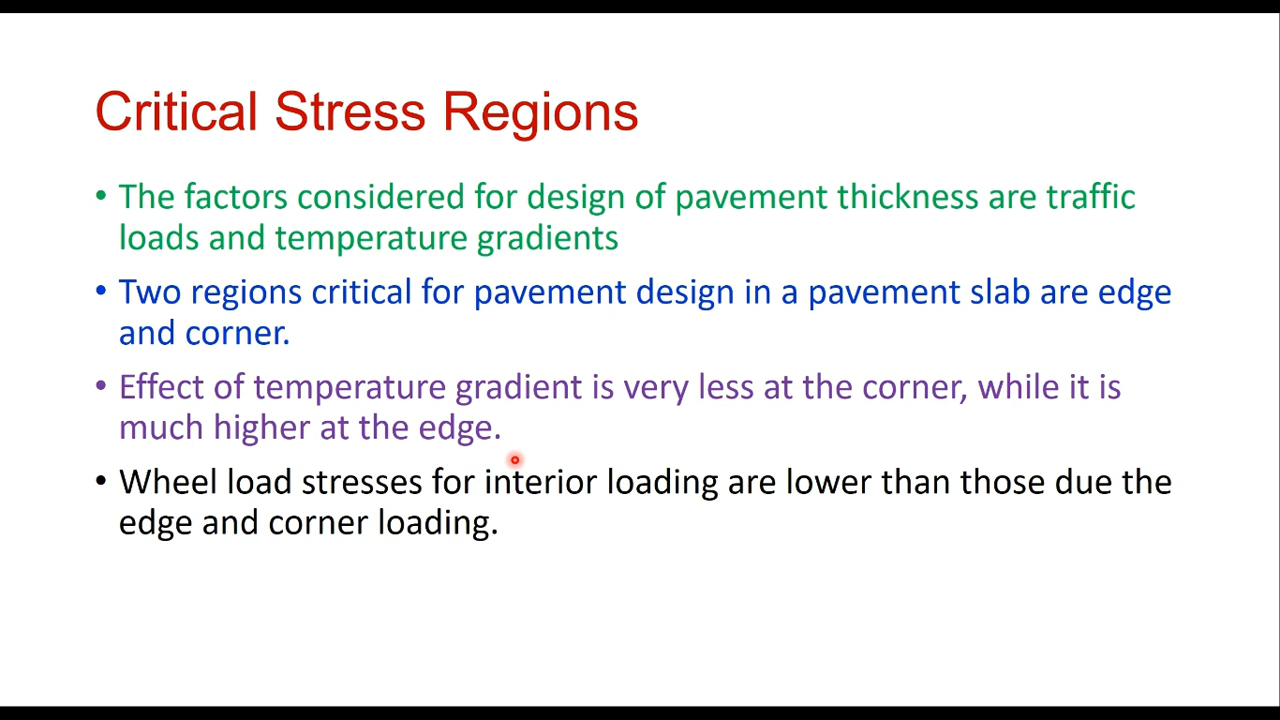 Critical Stress Regions
• The factors considered for design of pavement thickness are traffic
loads and temperature gradients
• Two regions critical for pavement design in a pavement slab are edge
and corner.
• Effect of temperature gradient is very less at the corner, while it is
much higher at the edge.
• Wheel load stresses for interior loading are lower than those due the
edge and corner loading.